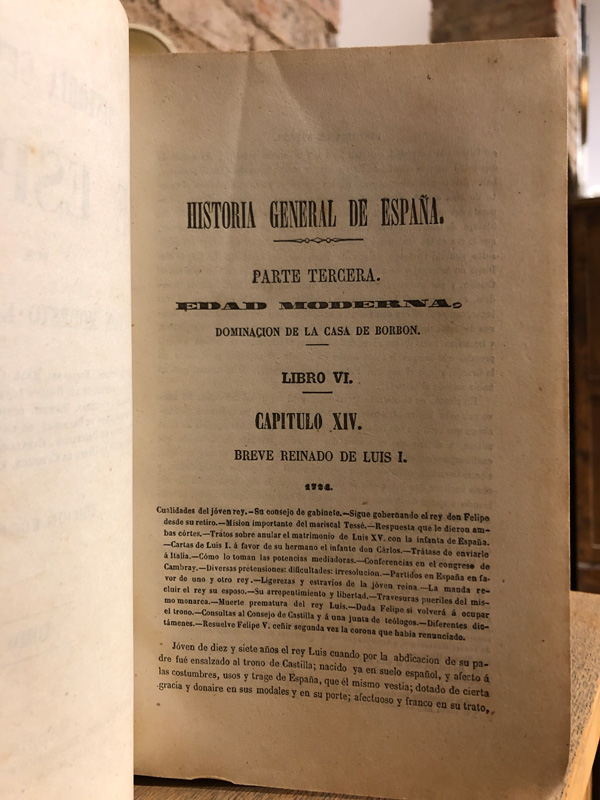 HISTORIA GENERAL DE ESPAÑA.
PARTE TERCERA.
EDAD MODERNA,
DOMINACION DE LA CASA DE BORBON.
LIBRO VI.
CAPITULO XIV.
BREVE REINADO DE LUIS I.
1724.
Cualidades del jóven rey.—Su consejo de gabinete.—Sigue gobernando el rey don Felipe
desde su retiro.—Mision importante del mariscal Tessé.—Respuesta que le dieron am-
bas córtes.—Trátos sobre anular el matrimonio de Luis XV. con la infanta de España.
—Cartas de Luis I. á favor de su hermano el infante don Cárlos.—Trátase de enviarlo
á Italia.—Cómo lo toman las potencias mediadoras.—Conferencias en el congreso de
Cambray.—Diversas pretensiones: dificultades: irresolucion.—Partidos en España en fa-
vor de uno y otro rey.—Ligerezas y estravios de la jóven reina.—La manda re-
cluir el rey su esposo.—Su arrepentimiento y libertad.—Travesuras pueriles del mis-
mo monarca.—Muerte prematura del rey Luis.—Duda Felipe si volverá á ocupar
el trono.—Consultas al Consejo de Castilla y á una junta de teólogos.—Diferentes dic-
támenes.—Resuelve Felipe V. ceñir segunda vez la corona que habia renunciado.
Jóven de diez y siete años el rey Luis cuando por la abdicacion de su pa-
dre fué ensalzado al trono de Castilla; nacido ya en suelo español, y afecto á
las costumbres, usos y trage de España, que él mismo vestia; dotado de cierta
gracia y donaire en sus modales y en su porte; afectuoso y franco en su trato,